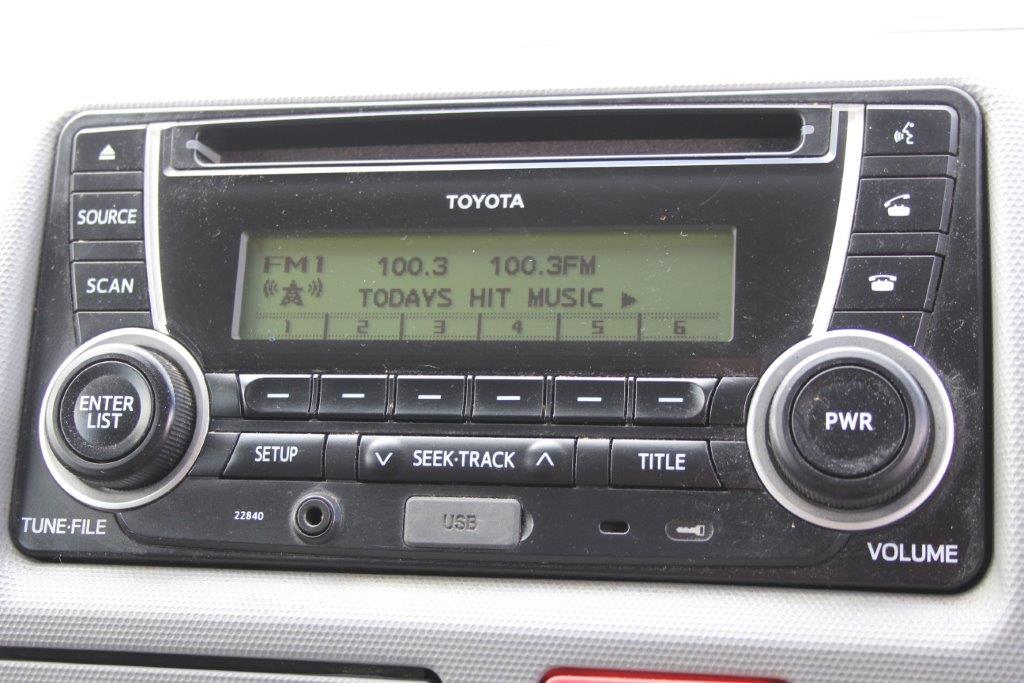 TOYOTA
SOURCE
SCAN
FM1 100.3 100.3FM
TODAYS HIT MUSIC
1 2 3 4 5 6
ENTER
LIST
PWR
SETUP
SEEK·TRACK
TITLE
TUNE·FILE
22840
USB
VOLUME